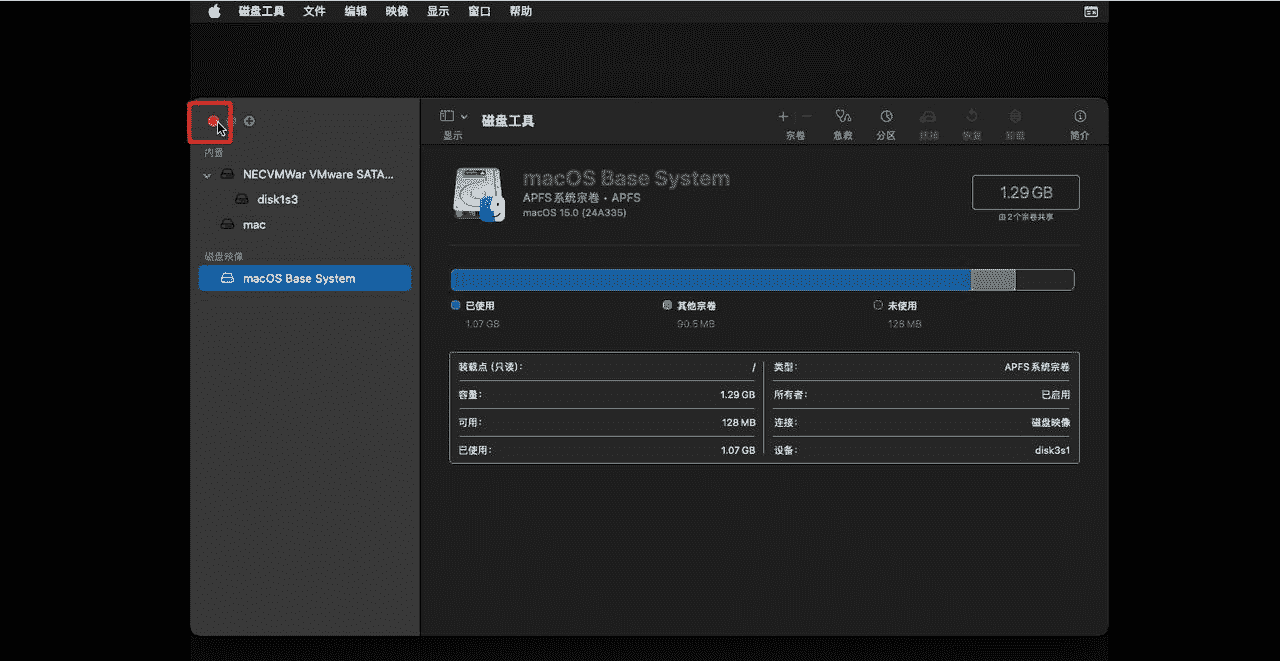 磁盘工具 文件 编辑 映像 显示 窗口 帮助
磁盘工具
显示
宗卷 急救 分区 抹掉 恢复 卸载 简介
内置
NECVMWar VMware SATA...
disk1s3
mac
磁盘映像
macOS Base System
macOS Base System
APFS系统宗卷 • APFS
macOS 15.0 (24A335)
1.29 GB
由2个宗卷共享
已使用
1.07 GB
其他宗卷
90.5 MB
未使用
128 MB
装载点 (只读): /
类型: APFS系统宗卷
容量: 1.29 GB
所有者: 已启用
可用: 128 MB
连接: 磁盘映像
已使用: 1.07 GB
设备: disk3s1